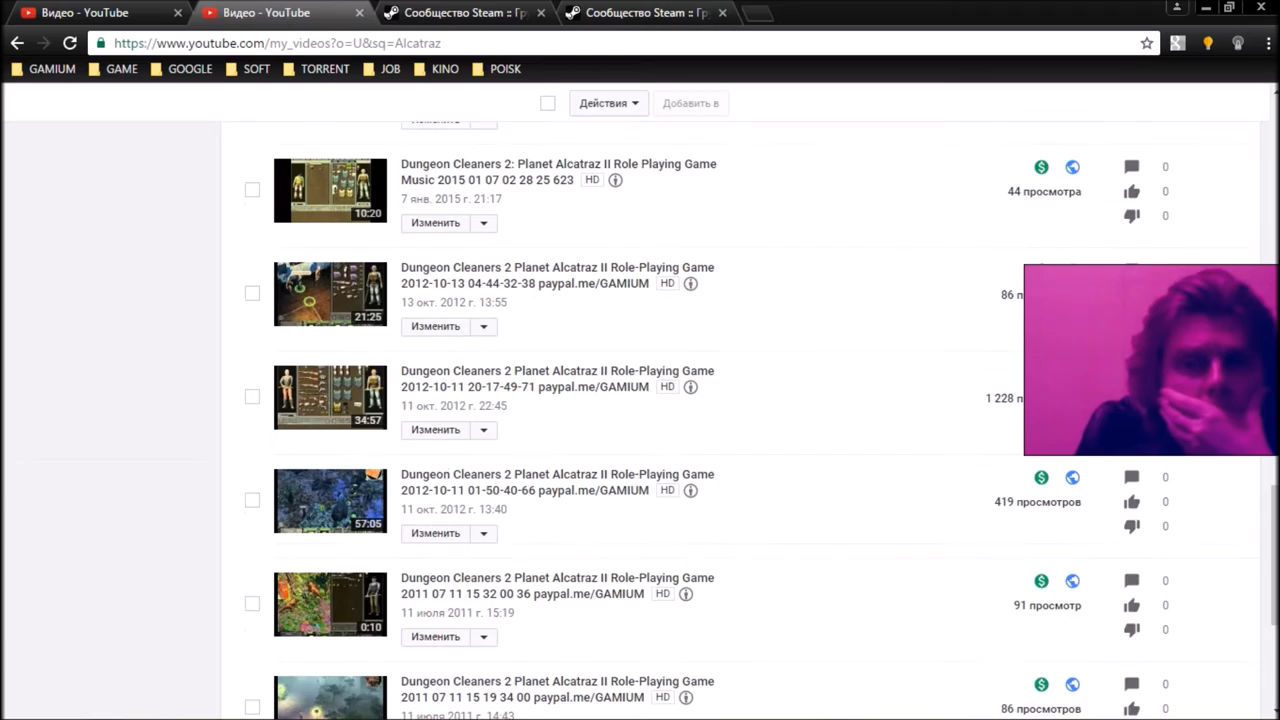 Видео - YouTube
Видео - YouTube
Сообщество Steam :: Гр
Сообщество Steam :: Гр
https://www.youtube.com/my_videos?o=U&sq=Alcatraz
GAMIUM GAME GOOGLE SOFT TORRENT JOB KINO POISK
Действия Добавить в
Изменить
Dungeon Cleaners 2: Planet Alcatraz II Role Playing Game
Music 2015 01 07 02 28 25 623 HD
7 янв. 2015 г. 21:17
10:20
Изменить
0
44 просмотра
0
0
Dungeon Cleaners 2 Planet Alcatraz II Role-Playing Game
2012-10-13 04-44-32-38 paypal.me/GAMIUM HD
13 окт. 2012 г. 13:55
21:25
Изменить
86 п
Dungeon Cleaners 2 Planet Alcatraz II Role-Playing Game
2012-10-11 20-17-49-71 paypal.me/GAMIUM HD
11 окт. 2012 г. 22:45
34:57
Изменить
1 228 п
Dungeon Cleaners 2 Planet Alcatraz II Role-Playing Game
2012-10-11 01-50-40-66 paypal.me/GAMIUM HD
11 окт. 2012 г. 13:40
57:05
Изменить
0
419 просмотров
0
0
Dungeon Cleaners 2 Planet Alcatraz II Role-Playing Game
2011 07 11 15 32 00 36 paypal.me/GAMIUM HD
11 июля 2011 г. 15:19
0:10
Изменить
0
91 просмотр
0
0
Dungeon Cleaners 2 Planet Alcatraz II Role-Playing Game
2011 07 11 15 19 34 00 paypal.me/GAMIUM HD
11 июля 2011 г. 14:43
0
86 просмотров
0